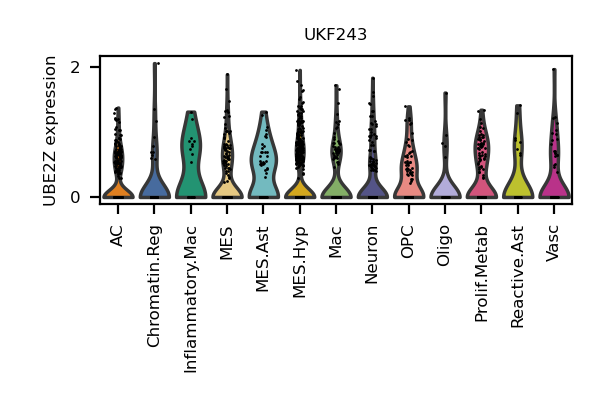 UKF243
UBE2Z expression
2
0
AC
Chromatin.Reg
Inflammatory.Mac
MES
MES.Ast
MES.Hyp
Mac
Neuron
OPC
Oligo
Prolif.Metab
Reactive.Ast
Vasc